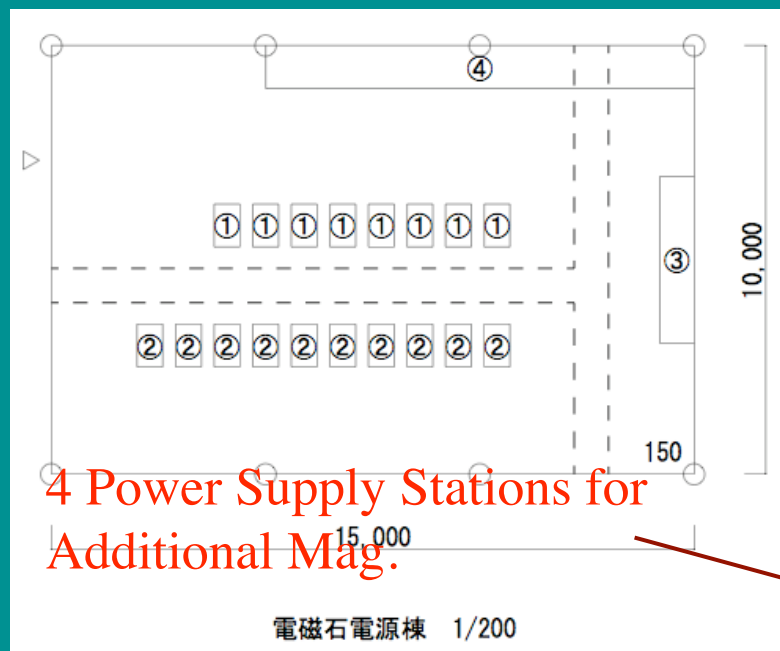 ④
① ① ① ① ① ① ① ①
③
10,000
② ② ② ② ② ② ② ② ② ②
150
4 Power Supply Stations for
Additional Mag.
15,000
電磁石電源棟 1/200